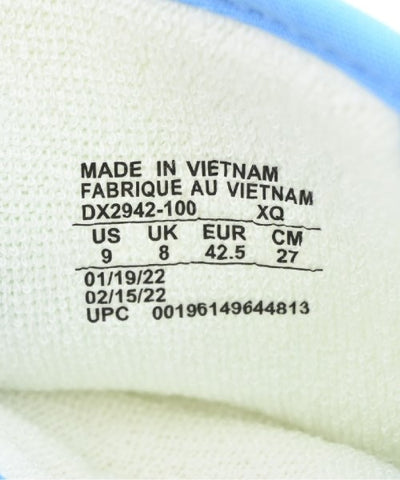 MADE IN VIETNAM
FABRIQUE AU VIETNAM
DX2942-100 XQ
US UK EUR CM
9 8 42.5 27
01/19/22
02/15/22
UPC 00196149644813